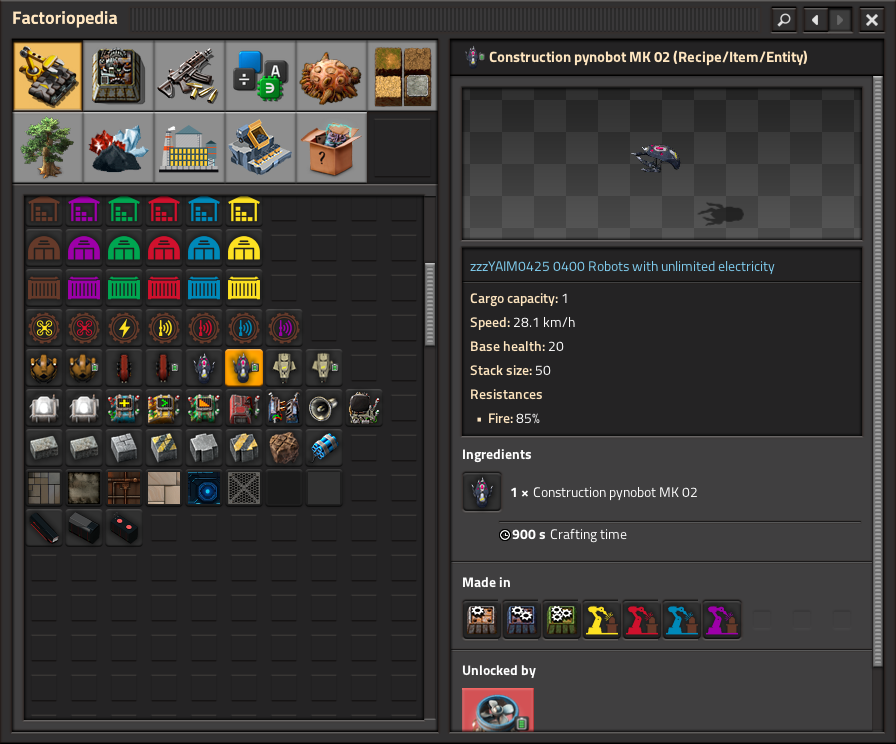 Factoriopedia
Construction pynobot MK 02 (Recipe/Item/Entity)
zzzYAIM0425 0400 Robots with unlimited electricity
Cargo capacity: 1
Speed: 28.1 km/h
Base health: 20
Stack size: 50
Resistances
▪ Fire: 85%
Ingredients
1 × Construction pynobot MK 02
900 s Crafting time
Made in
Unlocked by